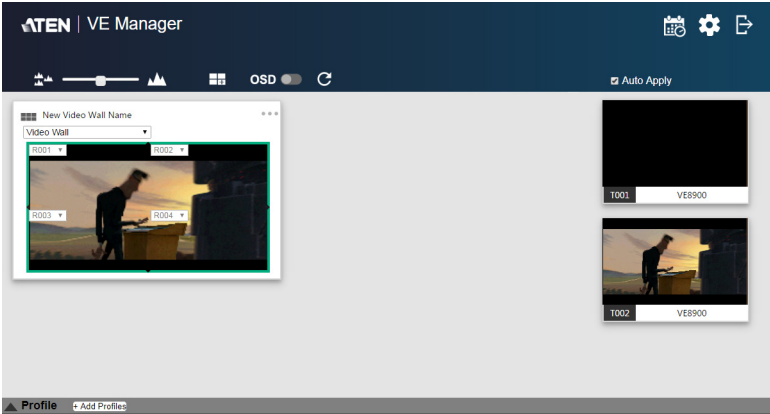 ATEN VE Manager
OSD
Auto Apply
New Video Wall Name
Video Wall
R001 R002
R003 R004
T001 VE8900
T002 VE8900
Profile + Add Profiles